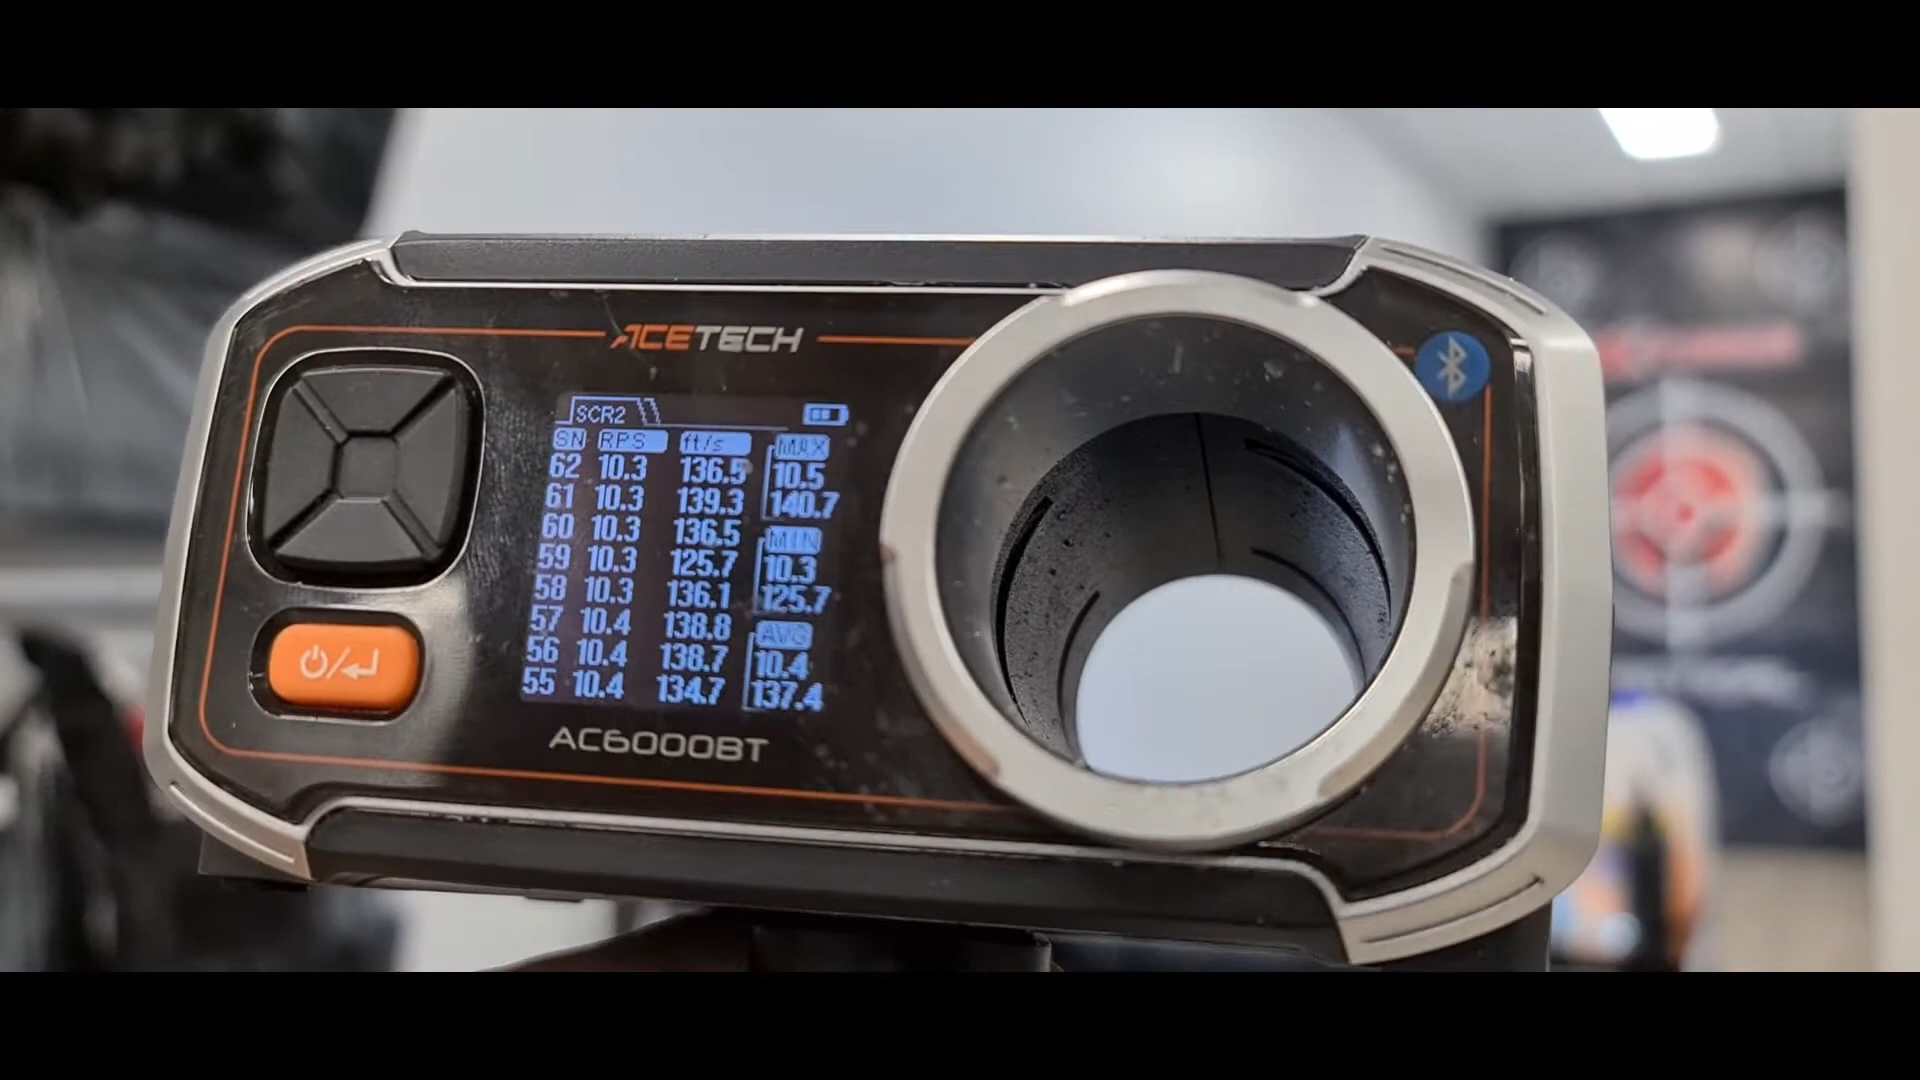 ACETECH
SCR2
SN RPS ft/s MAX
62 10.3 136.5 10.5
61 10.3 139.3 140.7
60 10.3 136.5 MIN
59 10.3 125.7 10.3
58 10.3 136.1 125.7
57 10.4 138.8 AVG
56 10.4 138.7 10.4
55 10.4 134.7 137.4
AC6000BT